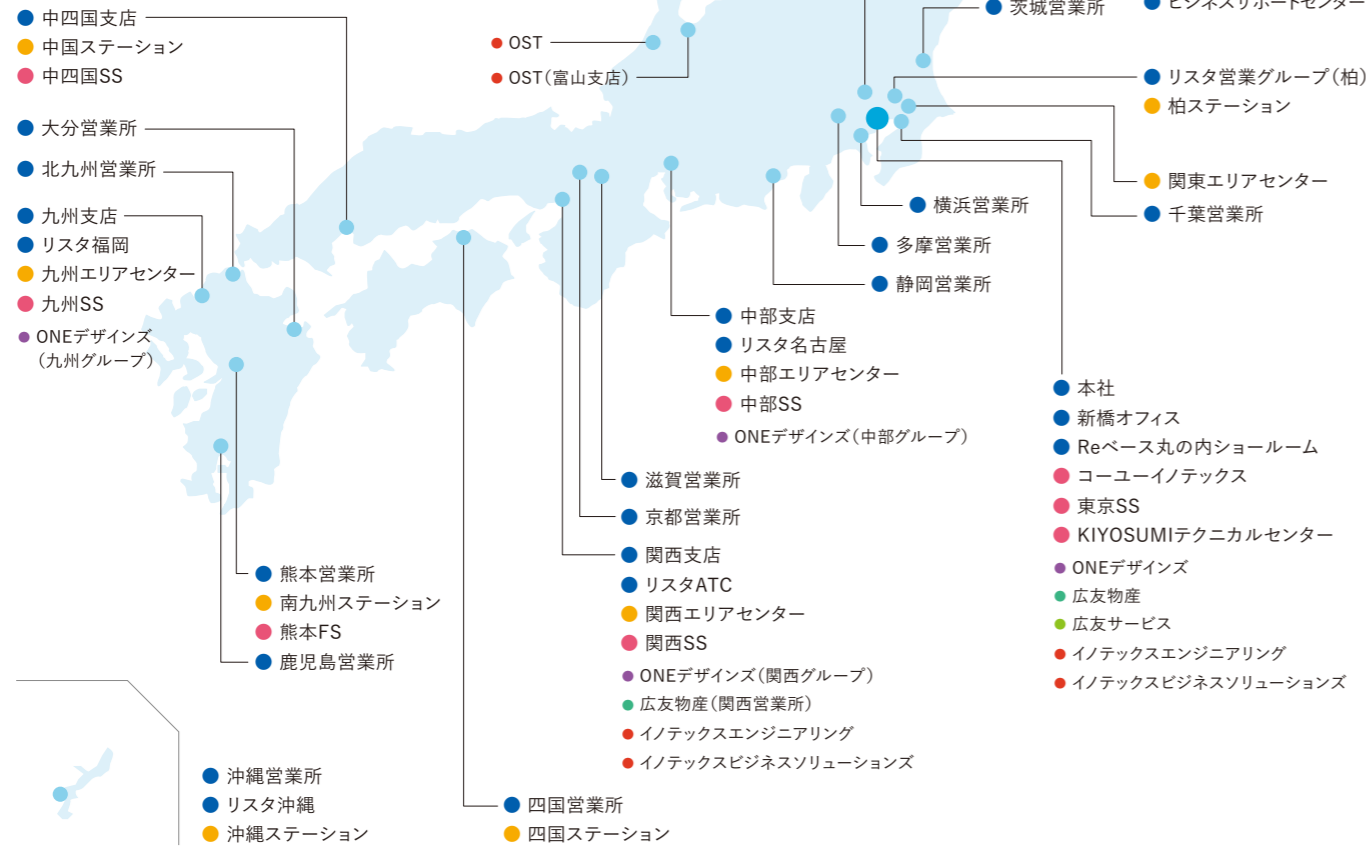 中四国支店
中国ステーション
中四国SS
大分営業所
北九州営業所
九州支店
リスタ福岡
九州エリアセンター
九州SS
ONEデザインズ
（九州グループ）
OST
OST（富山支店）
茨城営業所
ビジネスサポートセンター
リスタ営業グループ（柏）
柏ステーション
関東エリアセンター
千葉営業所
横浜営業所
多摩営業所
静岡営業所
中部支店
リスタ名古屋
中部エリアセンター
中部SS
ONEデザインズ（中部グループ）
本社
新橋オフィス
Reベース丸の内ショールーム
コーユーイノテックス
東京SS
KIYOSUMIテクニカルセンター
ONEデザインズ
広友物産
広友サービス
イノテックスエンジニアリング
イノテックスビジネスソリューションズ
滋賀営業所
京都営業所
関西支店
リスタATC
関西エリアセンター
関西SS
ONEデザインズ（関西グループ）
広友物産（関西営業所）
イノテックスエンジニアリング
イノテックスビジネスソリューションズ
熊本営業所
南九州ステーション
熊本FS
鹿児島営業所
沖縄営業所
リスタ沖縄
沖縄ステーション
四国営業所
四国ステーション